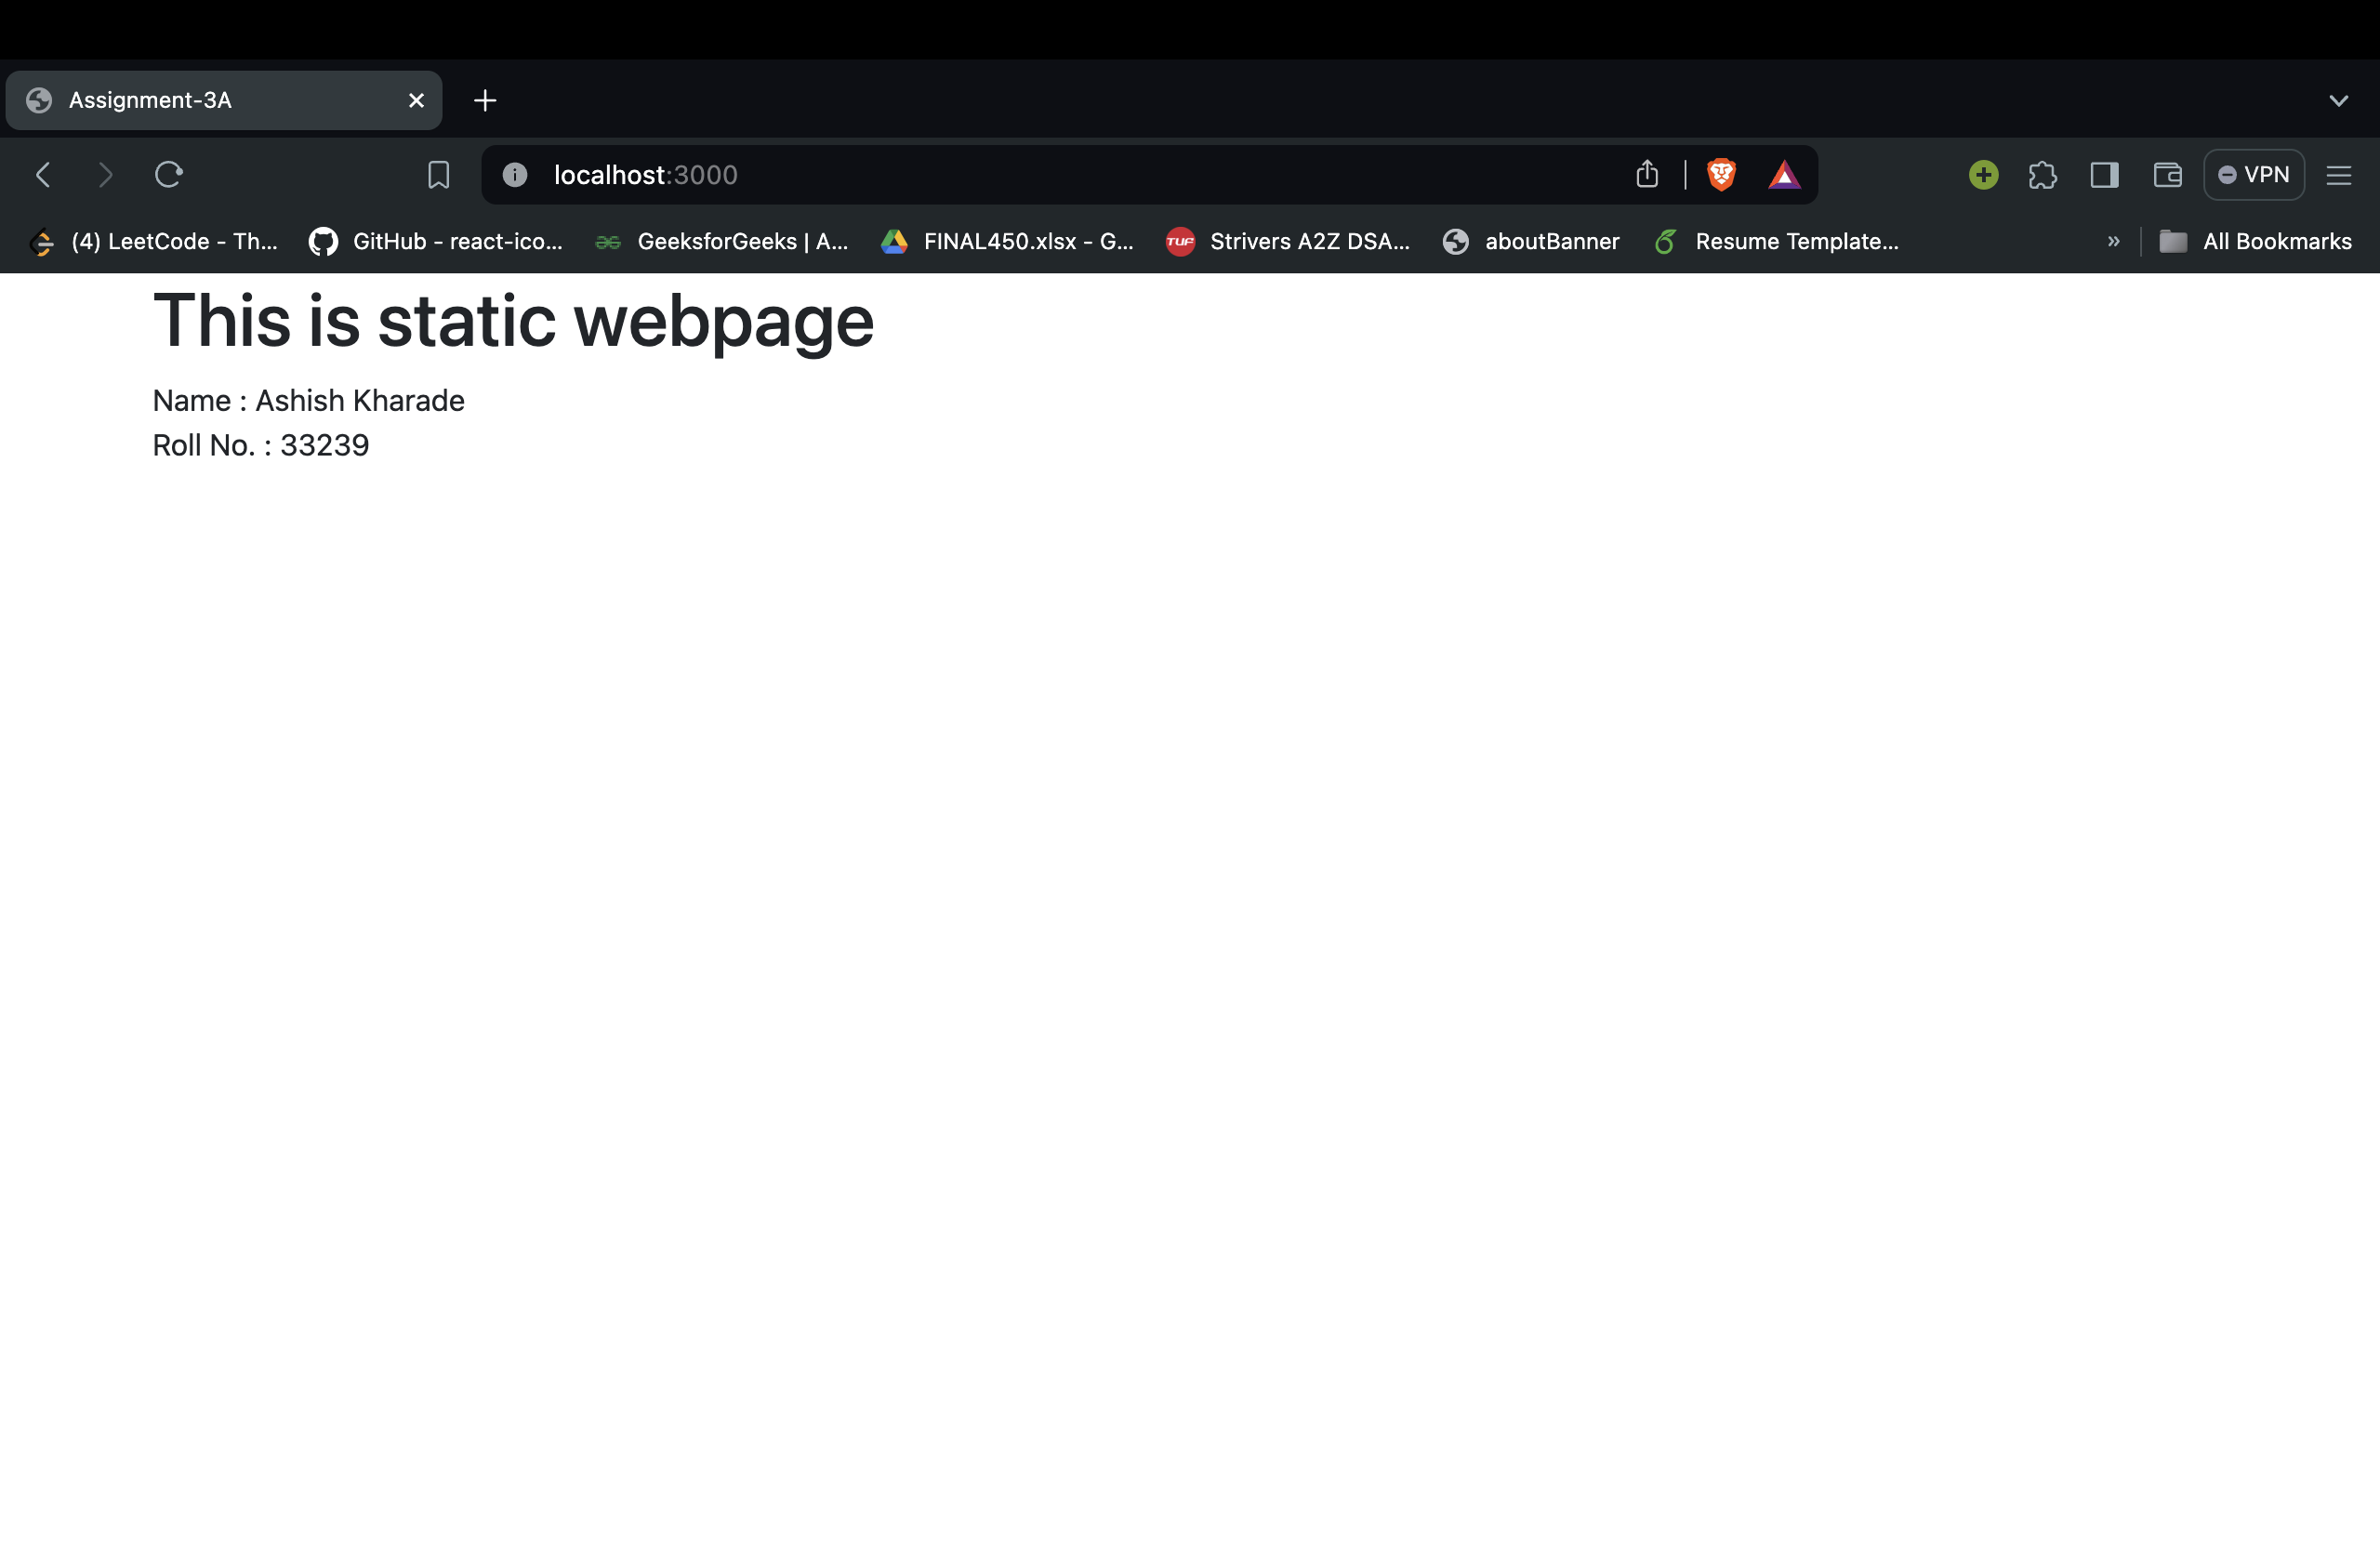 Assignment-3A
localhost:3000
VPN
(4) LeetCode - Th...
GitHub - react-ico...
GeeksforGeeks | A...
FINAL450.xlsx - G...
TUF
Strivers A2Z DSA...
aboutBanner
Resume Template...
All Bookmarks
This is static webpage
Name : Ashish Kharade
Roll No. : 33239